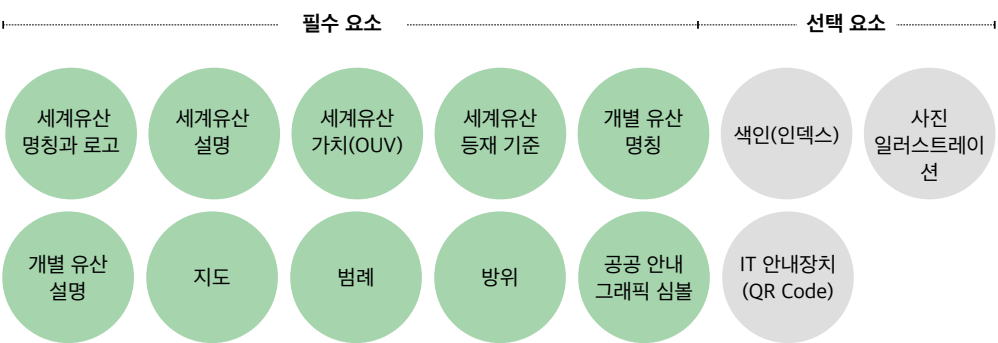 필수 요소
선택 요소
세계유산
명칭과 로고
세계유산
설명
세계유산
가치(OUV)
세계유산
등재 기준
개별 유산
명칭
색인(인덱스)
사진
일러스트레이
션
개별 유산
설명
지도
범례
방위
공공 안내
그래픽 심볼
IT 안내장치
(QR Code)